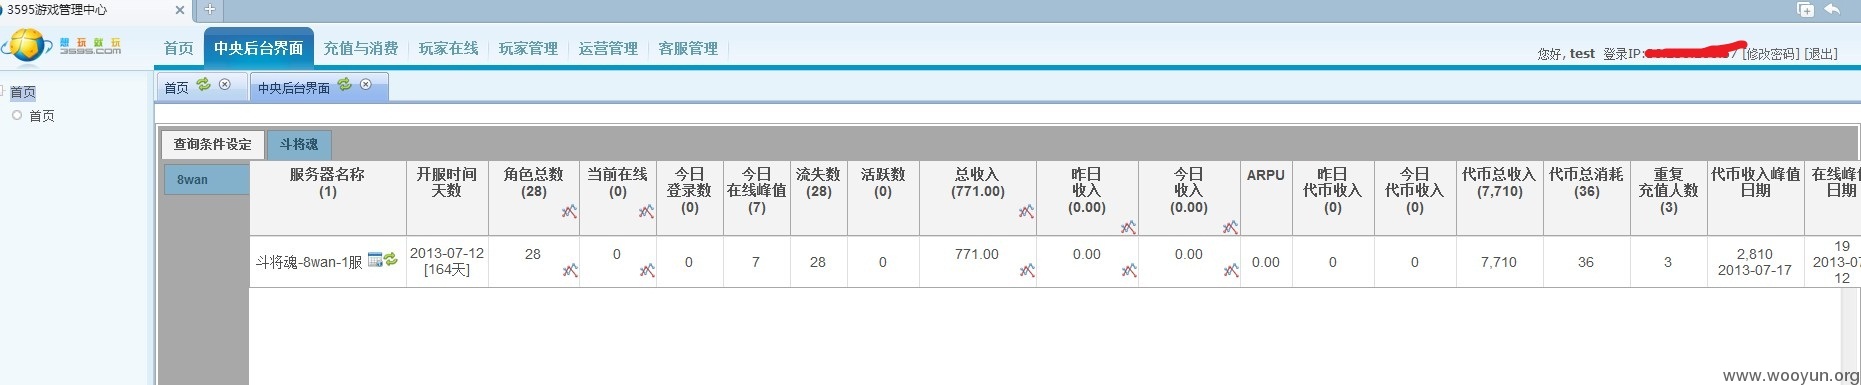 3595游戏管理中心
想玩就玩
3595.COM
首页 中央后台界面 充值与消费 玩家在线 玩家管理 运营管理 客服管理
您好, test 登录IP: 7 [修改密码] [退出]
首页
首页
首页 中央后台界面
查询条件设定 斗将魂
8wan
服务器名称 (1)
开服时间 天数
角色总数 (28)
当前在线 (0)
今日 登录数 (0)
今日 在线峰值 (7)
流失数 (28)
活跃数 (0)
总收入 (771.00)
昨日 收入 (0.00)
今日 收入 (0.00)
ARPU
昨日 代币收入 (0)
今日 代币收入 (0)
代币总收入 (7,710)
代币总消耗 (36)
重复 充值人数 (3)
代币收入峰值 日期
在线峰值 日期
斗将魂-8wan-1服
2013-07-12 [164天]
28
0
0
7
28
0
771.00
0.00
0.00
0.00
0
0
7,710
36
3
2,810 2013-07-17
19 2013-07 12
www.wooyun.org